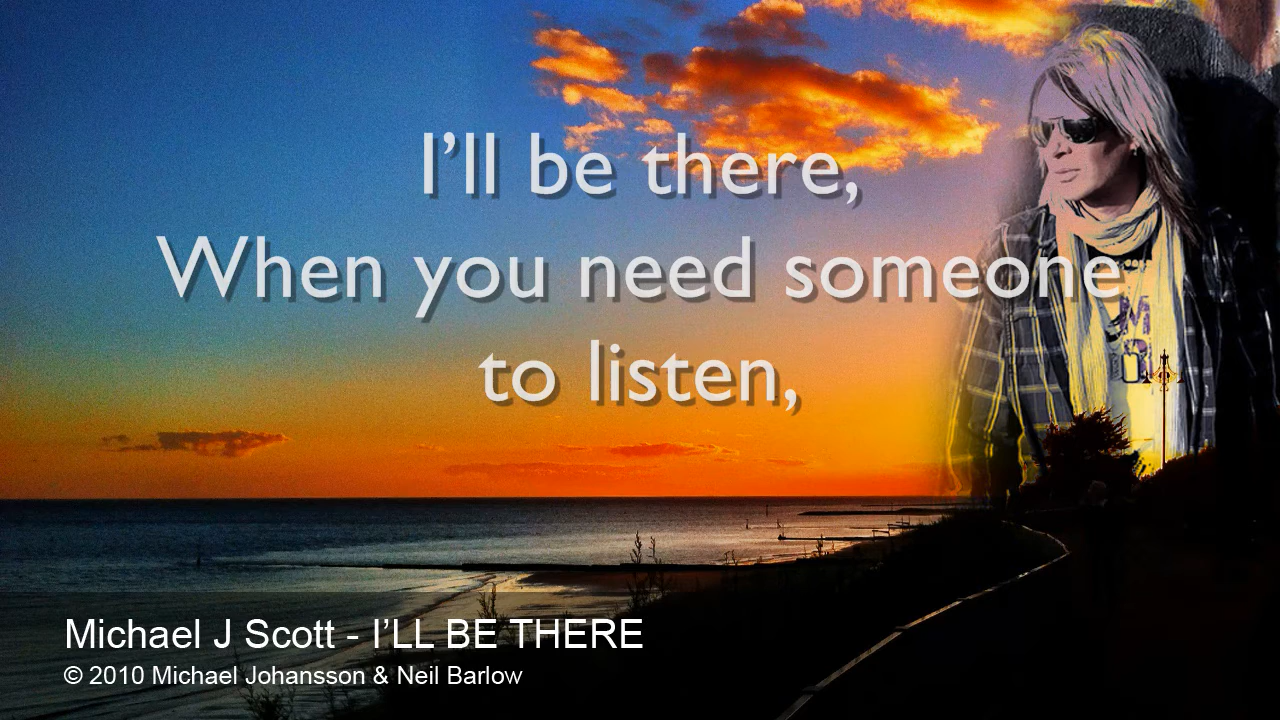 I’ll be there,
When you need someone
to listen,
Michael J Scott - I’LL BE THERE
© 2010 Michael Johansson & Neil Barlow